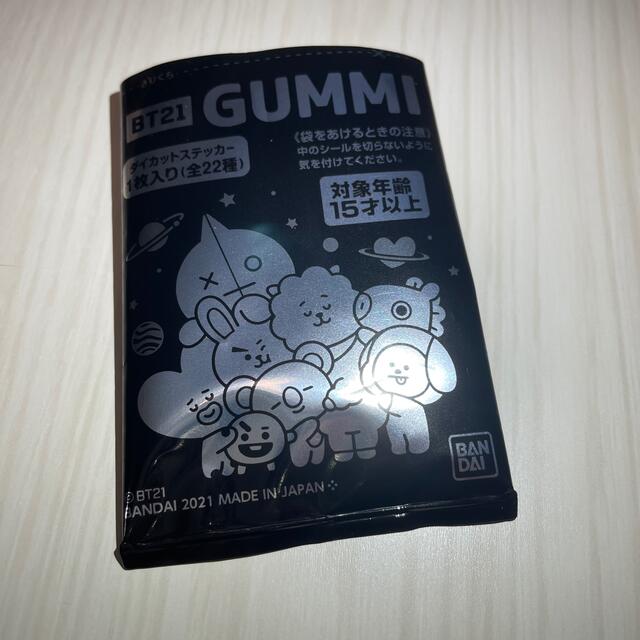 BT21 GUMMI
ダイカットステッカー
1枚入り(全22種)
《袋をあけるときの注意》
中のシールを切らないように
気を付けてください。
対象年齢
15才以上
BAN
DAI
©BT21
BANDAI 2021 MADE IN JAPAN